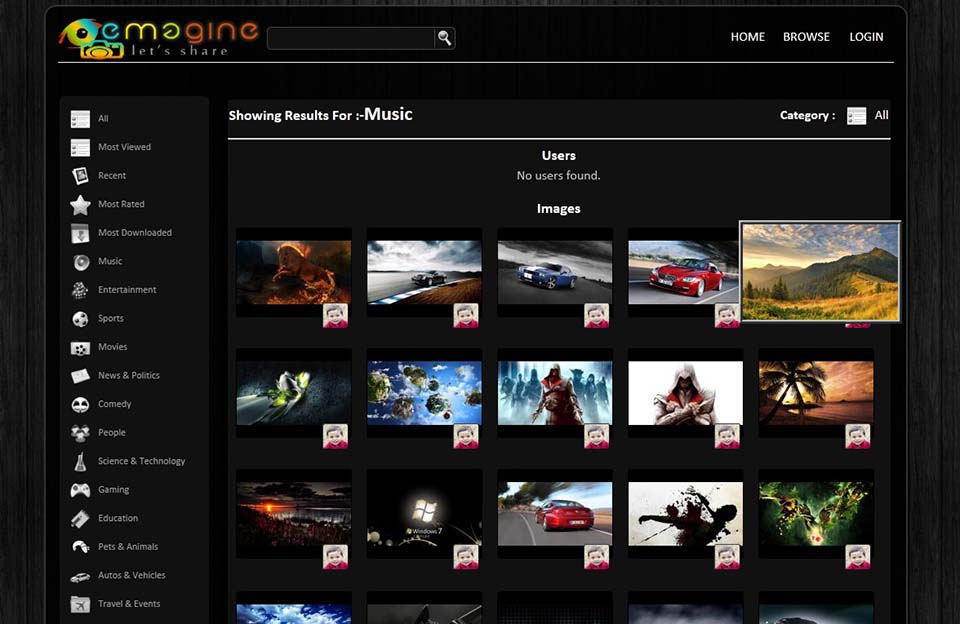 emagine
let's share
HOME BROWSE LOGIN
All
Most Viewed
Recent
Most Rated
Most Downloaded
Music
Entertainment
Sports
Movies
News & Politics
Comedy
People
Science & Technology
Gaming
Education
Pets & Animals
Autos & Vehicles
Travel & Events
Showing Results For :-Music
Category : All
Users
No users found.
Images
Windows 7